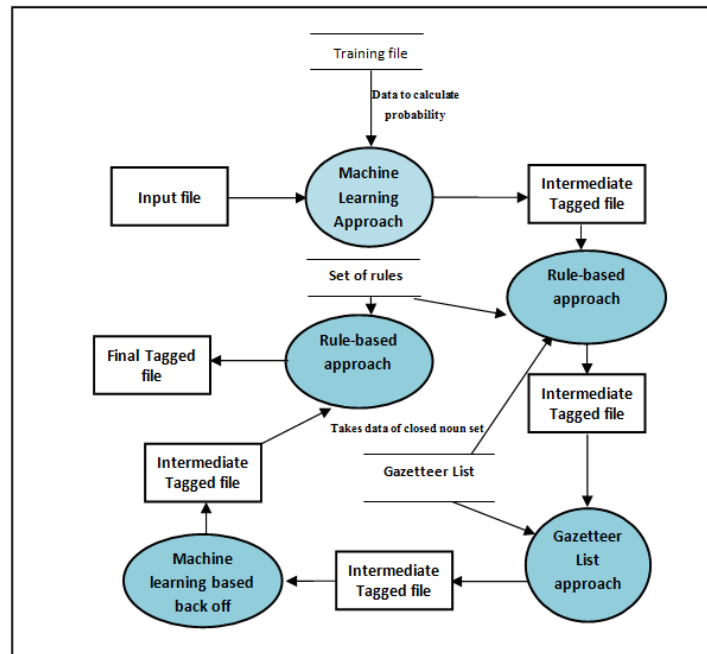 Training file
Data to calculate
probability
Input file
Machine
Learning
Approach
Intermediate
Tagged file
Set of rules
Rule-based
approach
Final Tagged
file
Rule-based
approach
Intermediate
Tagged file
Takes data of closed noun set
Gazetteer List
Intermediate
Tagged file
Machine
learning based
back off
Intermediate
Tagged file
Gazetteer
List
approach